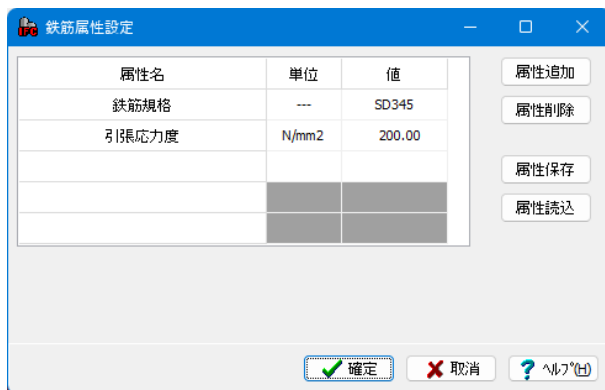 鉄筋属性設定
属性名 単位 値
鉄筋規格 --- SD345
引張応力度 N/mm2 200.00
属性追加
属性削除
属性保存
属性読込
確定 取消 ヘルプ(H)